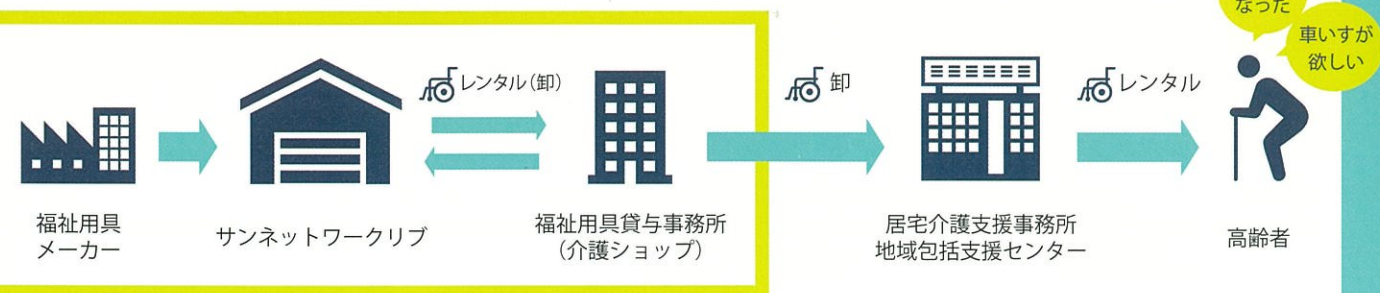 なった
車いすが
欲しい
レンタル(卸)
卸
レンタル
福祉用具
メーカー
サンネットワークリブ
福祉用具貸与事務所
(介護ショップ)
居宅介護支援事務所
地域包括支援センター
高齢者